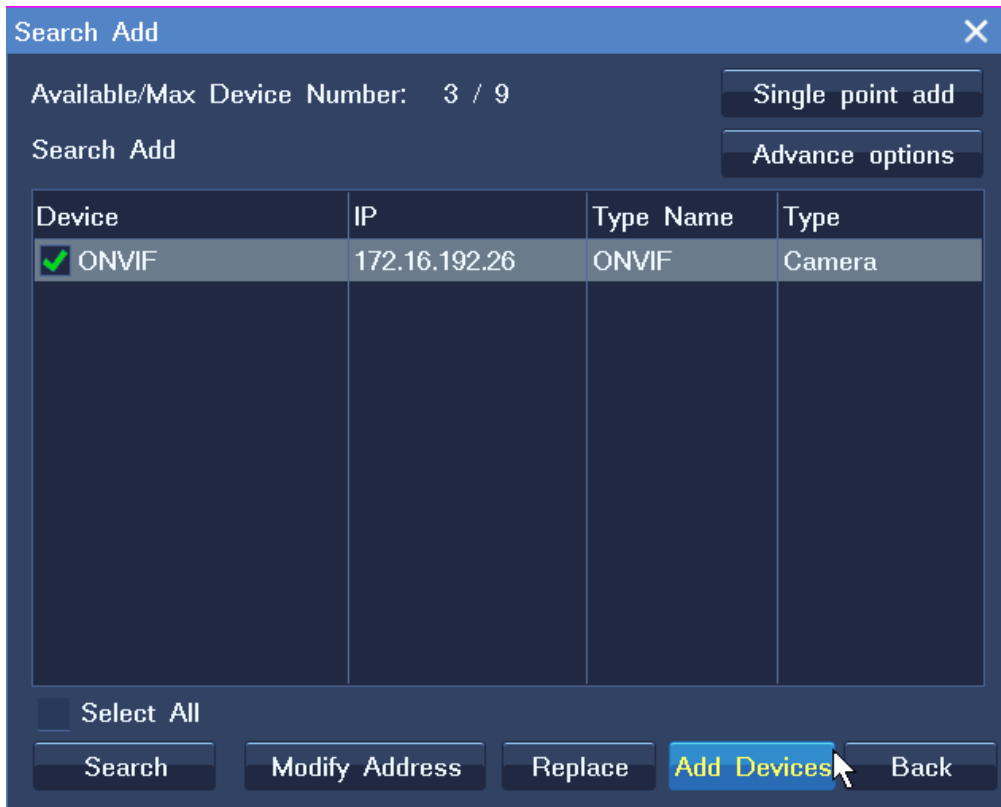 Search Add
Available/Max Device Number: 3 / 9
Single point add
Search Add
Advance options
Device IP Type Name Type
ONVIF 172.16.192.26 ONVIF Camera
Select All
Search Modify Address Replace Add Devices Back